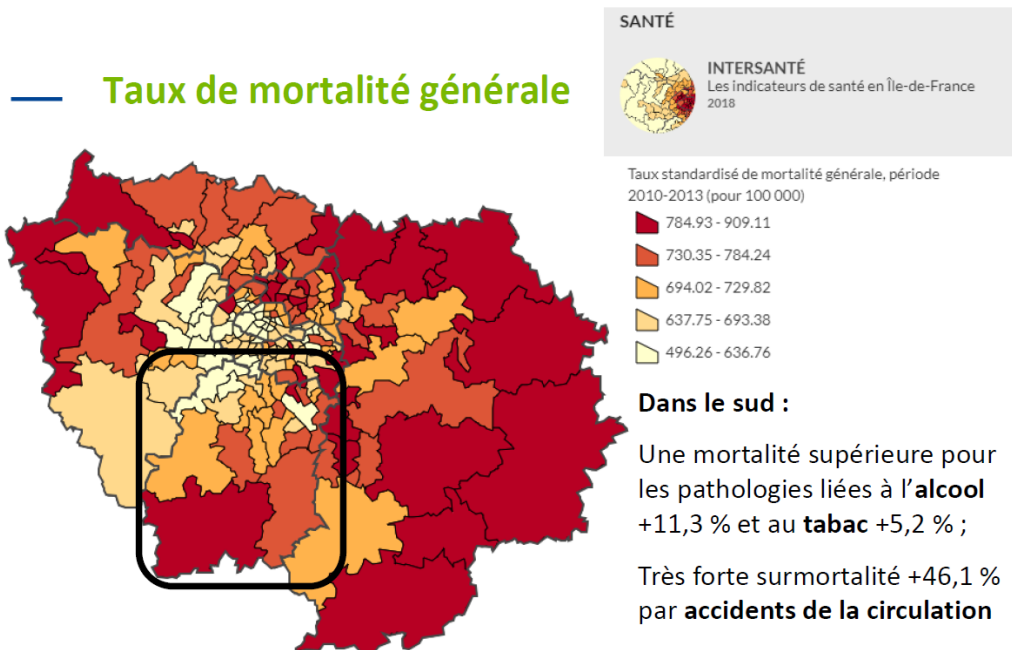 Taux de mortalité générale
SANTÉ
INTERSANTÉ
Les indicateurs de santé en Île-de-France
2018
Taux standardisé de mortalité générale, période
2010-2013 (pour 100 000)
784.93 - 909.11
730.35 - 784.24
694.02 - 729.82
637.75 - 693.38
496.26 - 636.76
Dans le sud :
Une mortalité supérieure pour
les pathologies liées à l’alcool
+11,3 % et au tabac +5,2 % ;
Très forte surmortalité +46,1 %
par accidents de la circulation